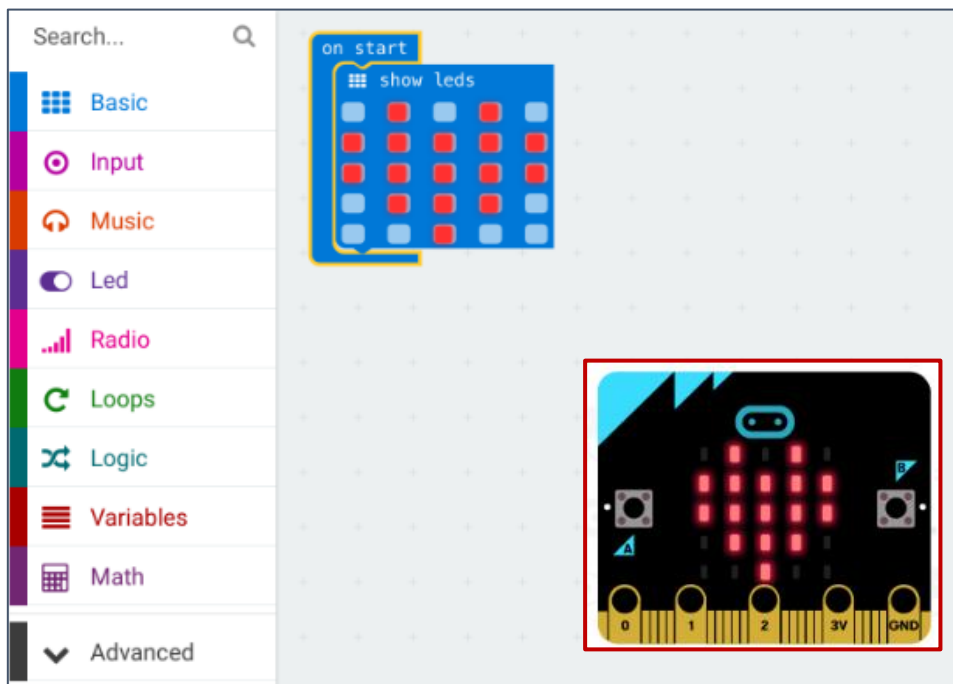 Search...
Basic
Input
Music
Led
Radio
Loops
Logic
Variables
Math
Advanced
on start
show leds
B
A
0 1 2 3V GND